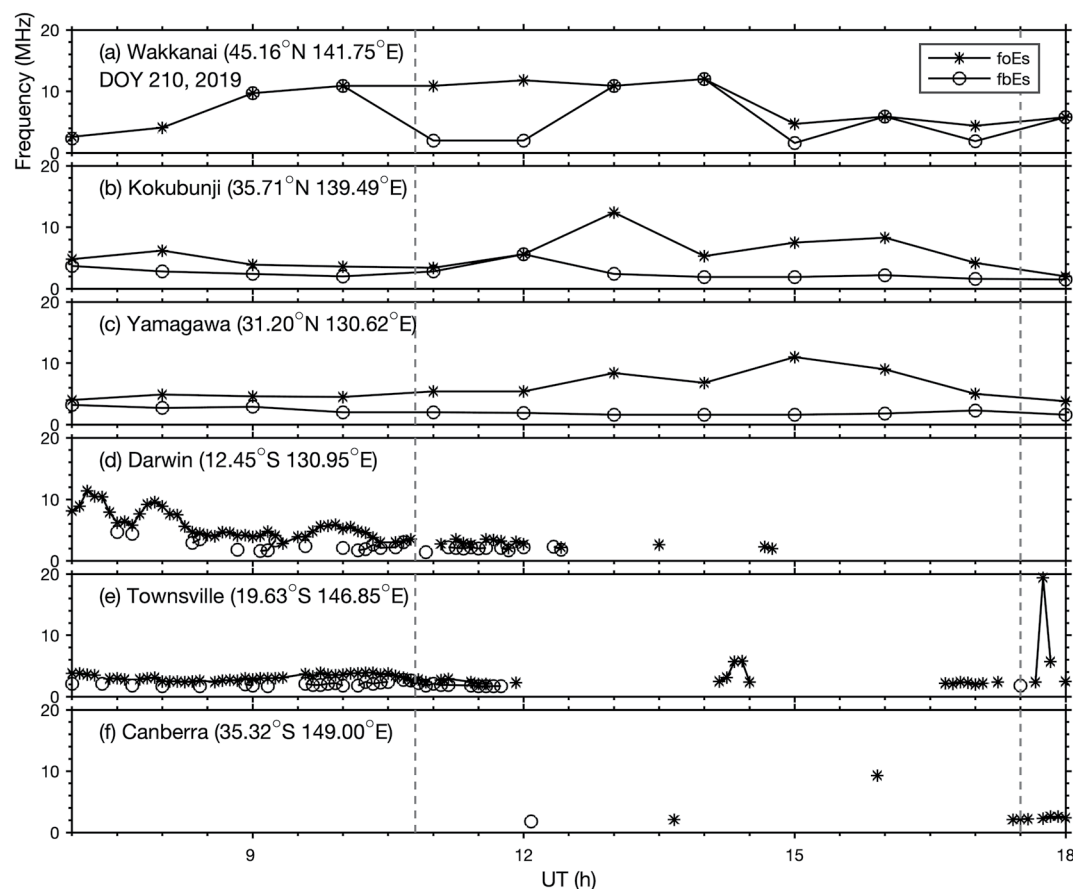 20
(a) Wakkanai (45.16°N 141.75°E)
DOY 210, 2019
foEs
fbEs
10
0
Frequency (MHz)
20
(b) Kokubunji (35.71°N 139.49°E)
10
0
20
(c) Yamagawa (31.20°N 130.62°E)
10
0
20
(d) Darwin (12.45°S 130.95°E)
10
0
20
(e) Townsville (19.63°S 146.85°E)
10
0
20
(f) Canberra (35.32°S 149.00°E)
10
0
9 12 15 18
UT (h)